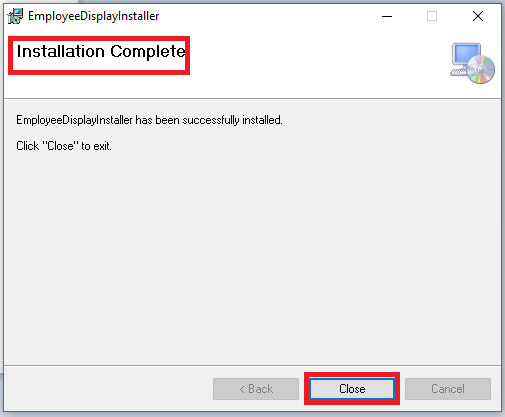 EmployeeDisplayInstaller
Installation Complete
EmployeeDisplayInstaller has been successfully installed.
Click "Close" to exit.
< Back
Close
Cancel